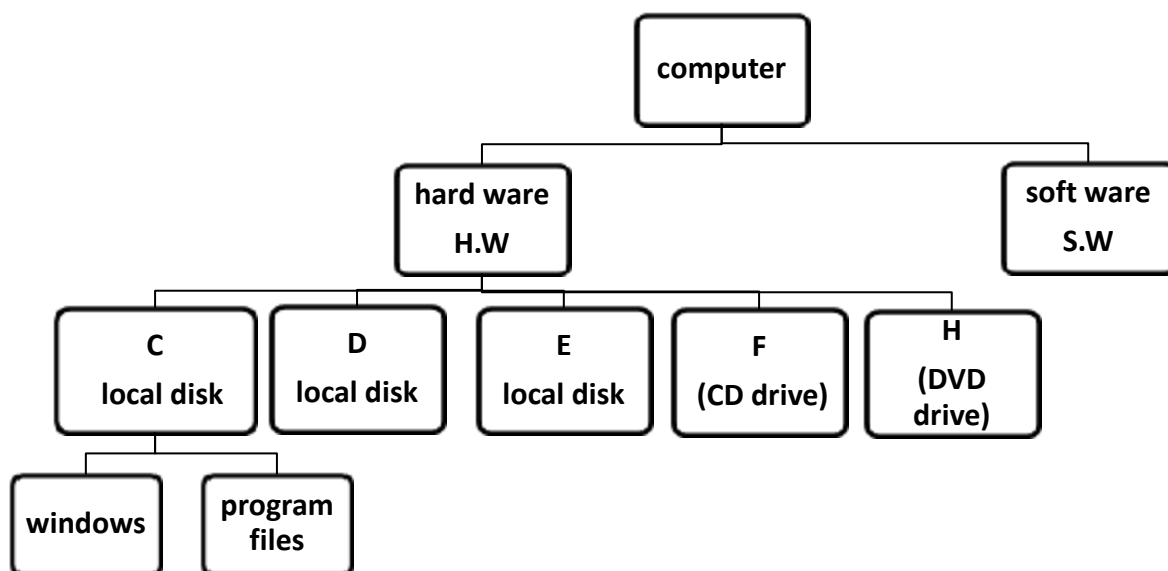 computer
hard ware
H.W
soft ware
S.W
C
local disk
D
local disk
E
local disk
F
(CD drive)
H
(DVD
drive)
windows
program
files